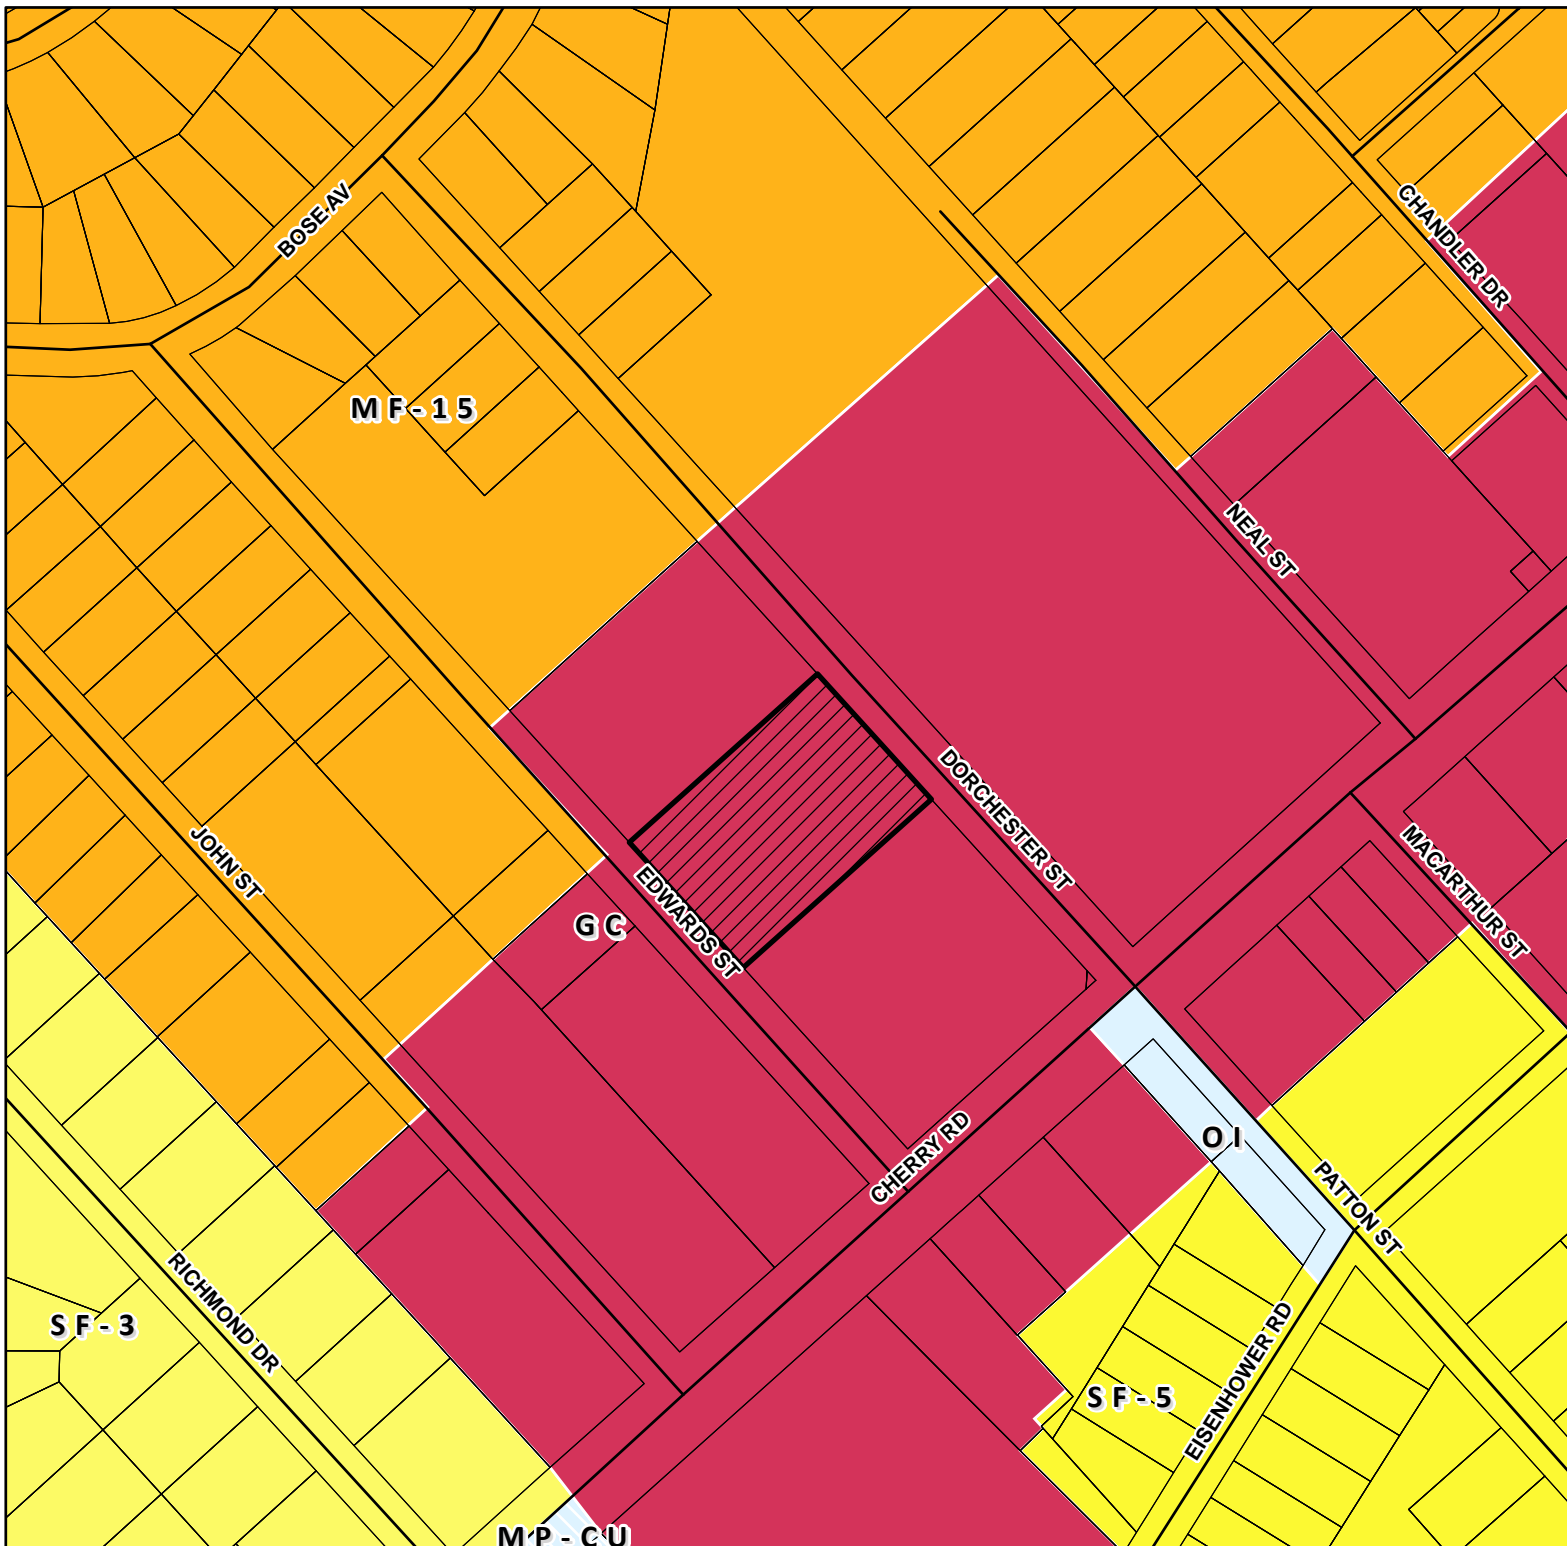 BOSE AV
CHANDLER DR
MF-15
NEAL ST
DORCHESTER ST
JOHN ST
EDWARDS ST
GC
MACARTHUR ST
CHERRY RD
OI
PATTON ST
RICHMOND DR
SF-3
EISENHOWER RD
SF-5
MP-CU